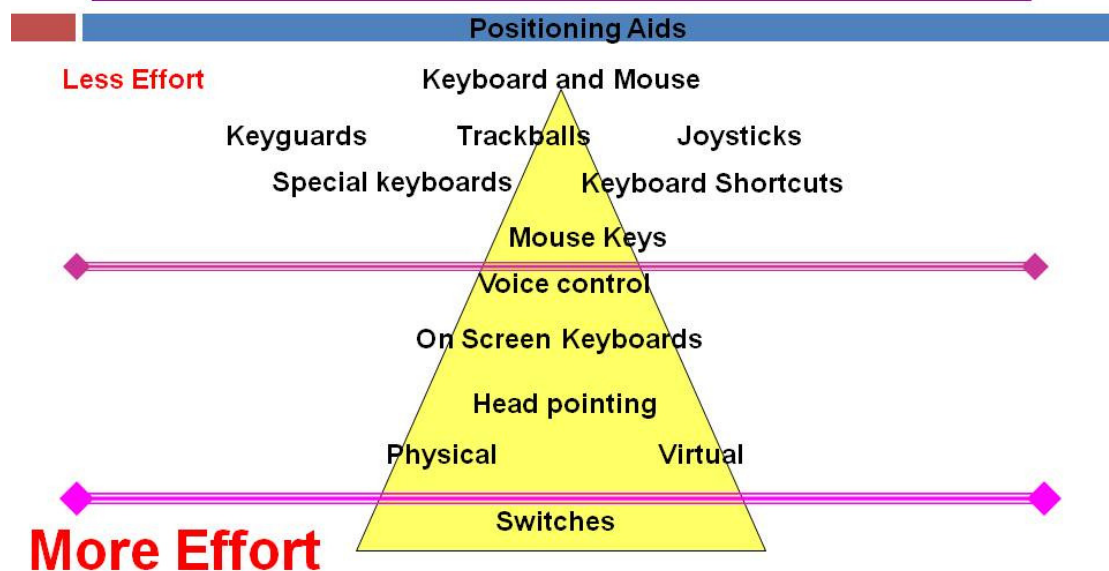 Positioning Aids
Less Effort
Keyboard and Mouse
Keyguards Trackballs Joysticks
Special keyboards Keyboard Shortcuts
Mouse Keys
Voice control
On Screen Keyboards
Head pointing
Physical Virtual
Switches
More Effort